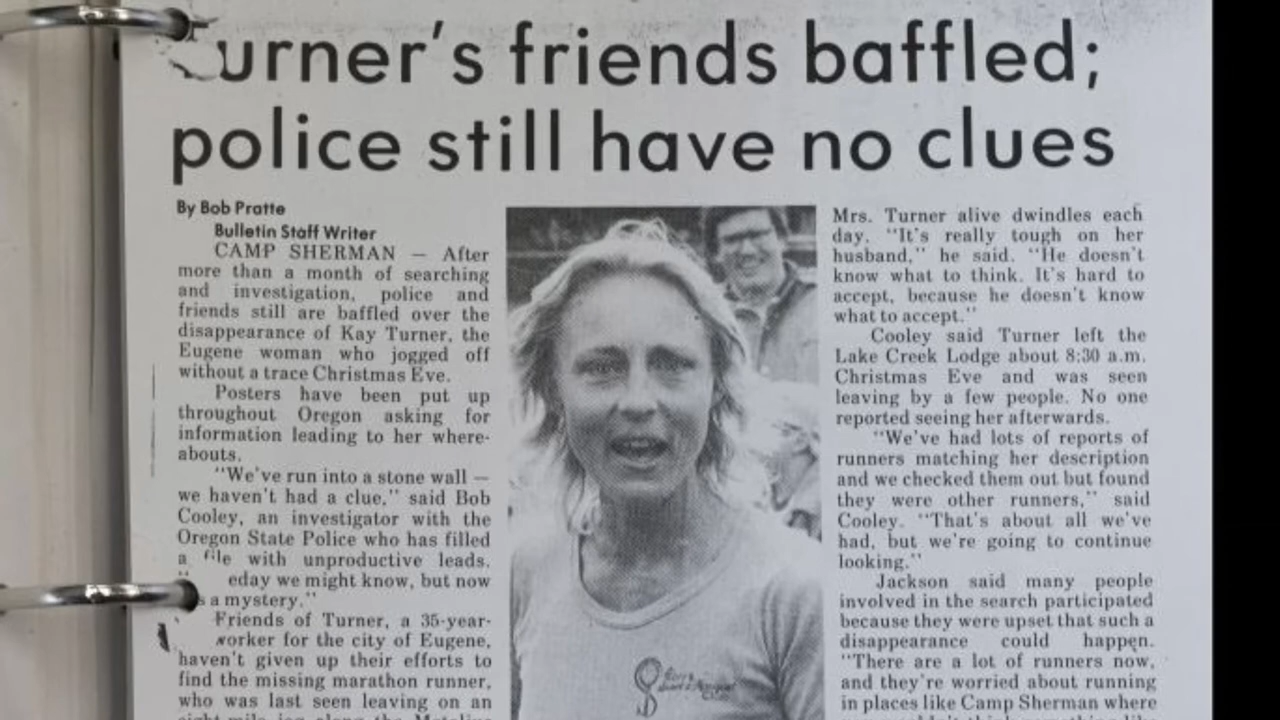 urner's friends baffled;
police still have no clues
By Bob Pratte
Bulletin Staff Writer
CAMP SHERMAN — After
more than a month of searching
and investigation, police and
friends still are baffled over the
disappearance of Kay Turner, the
Eugene woman who jogged off
without a trace Christmas Eve.
Posters have been put up
throughout Oregon asking for
information leading to her where-
abouts.
"We've run into a stone wall —
we haven't had a clue," said Bob
Cooley, an investigator with the
Oregon State Police who has filled
a file with unproductive leads.
eday we might know, but now
s a mystery."
Friends of Turner, a 35-year-
worker for the city of Eugene,
haven't given up their efforts to
find the missing marathon runner,
who was last seen leaving on an
eight-mile jog along the Metolius
Mrs. Turner alive dwindles each
day. "It's really tough on her
husband," he said. "He doesn't
know what to think. It's hard to
accept, because he doesn't know
what to accept."
Cooley said Turner left the
Lake Creek Lodge about 8:30 a.m.
Christmas Eve and was seen
leaving by a few people. No one
reported seeing her afterwards.
"We've had lots of reports of
runners matching her description
and we checked them out but found
they were other runners," said
Cooley. "That's about all we've
had, but we're going to continue
looking."
Jackson said many people
involved in the search participated
because they were upset that such a
disappearance could happen.
"There are a lot of runners now,
and they're worried about running
in places like Camp Sherman where